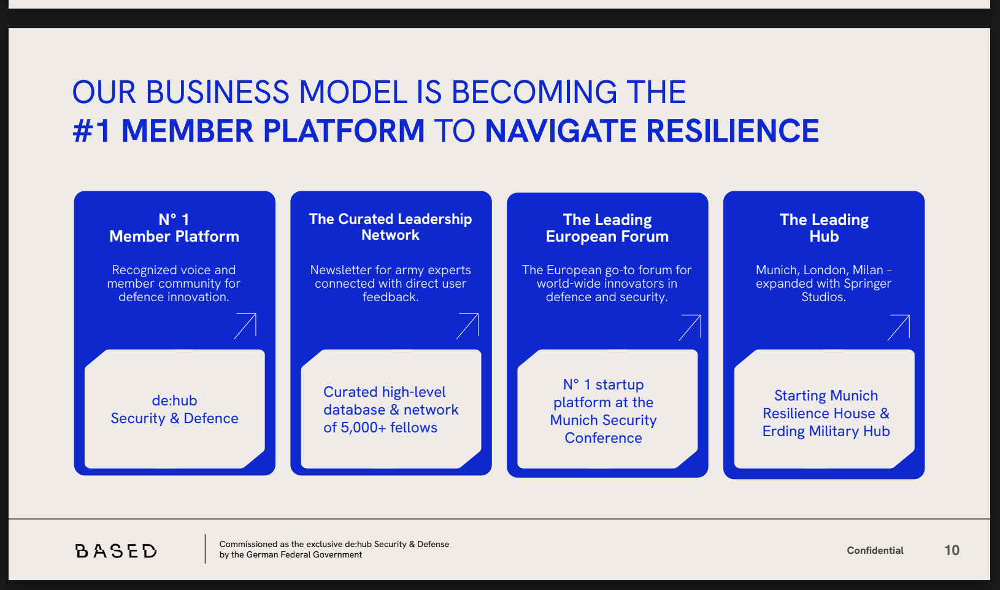 OUR BUSINESS MODEL IS BECOMING THE
#1 MEMBER PLATFORM TO NAVIGATE RESILIENCE
N° 1
Member Platform
Recognized voice and
member community for
defence innovation.
de:hub
Security & Defence
The Curated Leadership
Network
Newsletter for army experts
connected with direct user
feedback.
Curated high-level
database & network
of 5,000+ fellows
The Leading
European Forum
The European go-to forum for
world-wide innovators in
defence and security.
N° 1 startup
platform at the
Munich Security
Conference
The Leading
Hub
Munich, London, Milan –
expanded with Springer
Studios.
Starting Munich
Resilience House &
Erding Military Hub
BASED
Commissioned as the exclusive de:hub Security & Defense
by the German Federal Government
Confidential
10